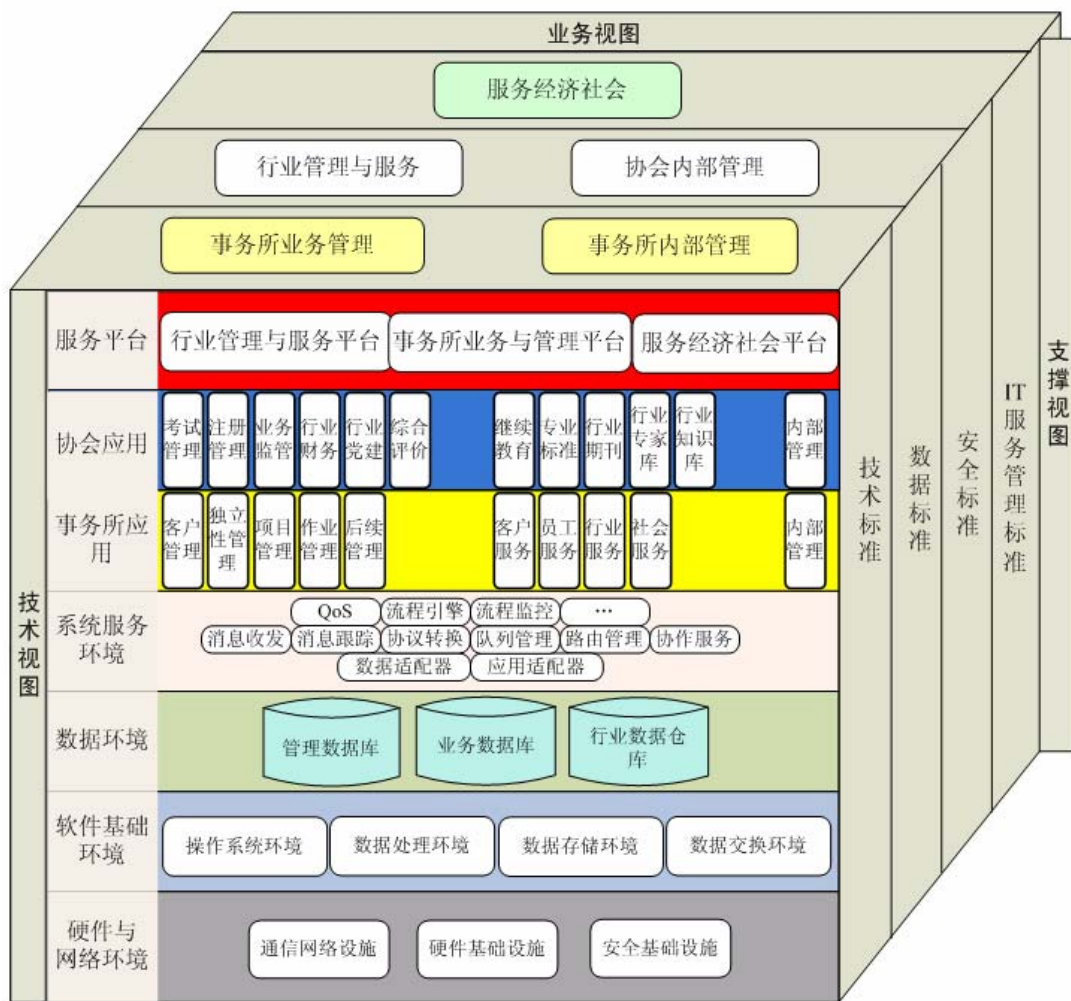 业务视图
服务经济社会
行业管理与服务
协会内部管理
事务所业务管理
事务所内部管理
技术视图
服务平台
行业管理与服务平台
事务所业务与管理平台
服务经济社会平台
协会应用
考试
管理
注册
管理
业务
监管
行业
财务
行业
党建
综合
评价
继续
教育
专业
标准
行业
期刊
行业
专家
库
行业
知识
库
内部
管理
事务所应
用
客户
管理
独立
性管
理
项目
管理
作业
管理
后续
管理
客户
服务
员工
服务
行业
服务
社会
服务
内部
管理
系统服务
环境
QoS
流程引擎
流程监控
…
消息收发
消息跟踪
协议转换
队列管理
路由管理
协作服务
数据适配器
应用适配器
数据环境
管理数据库
业务数据库
行业数据仓
库
软件基础
环境
操作系统环境
数据处理环境
数据存储环境
数据交换环境
硬件与
网络环境
通信网络设施
硬件基础设施
安全基础设施
技术标准
数据标准
安全标准
IT服务管理标准
支撑视图